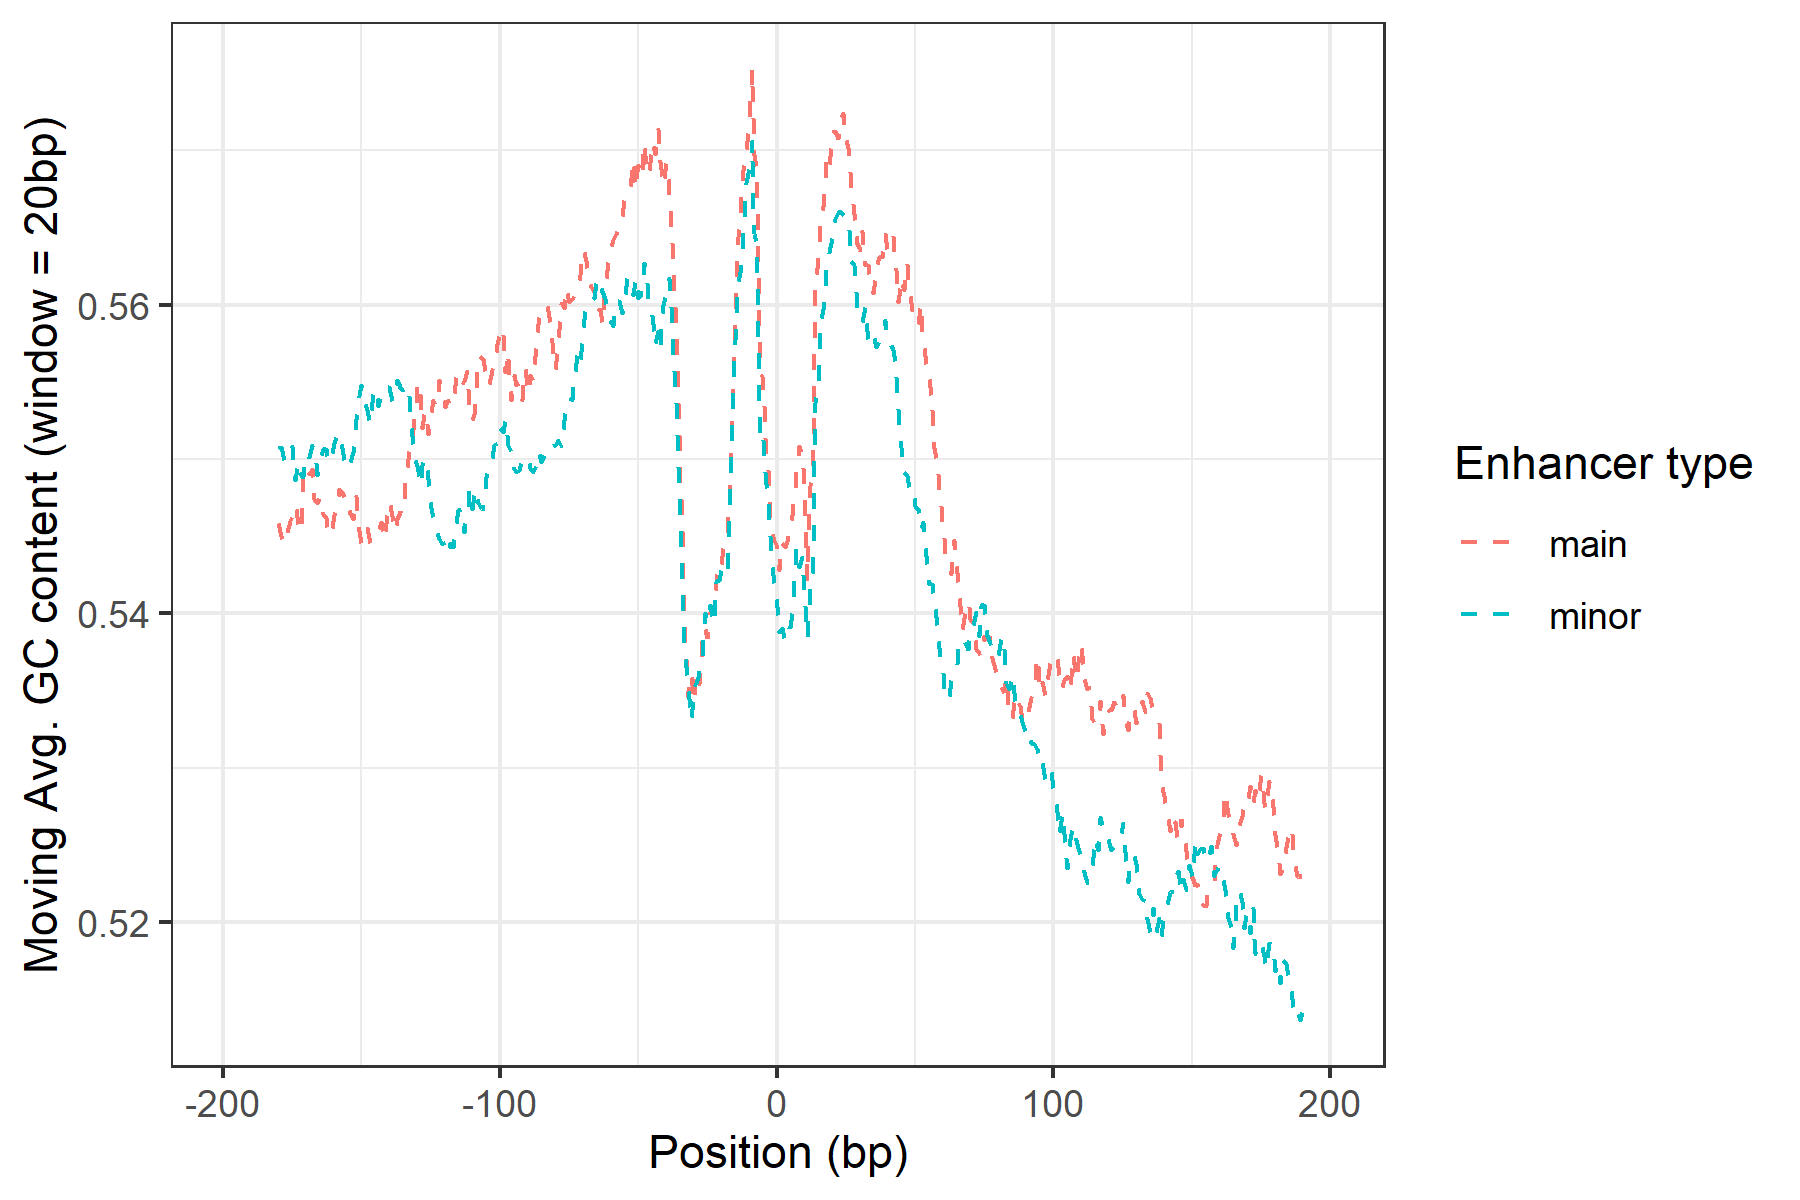 Moving Avg. GC content (window = 20bp)
0.56
0.54
0.52
-200 -100 0 100 200
Position (bp)
Enhancer type
main
minor